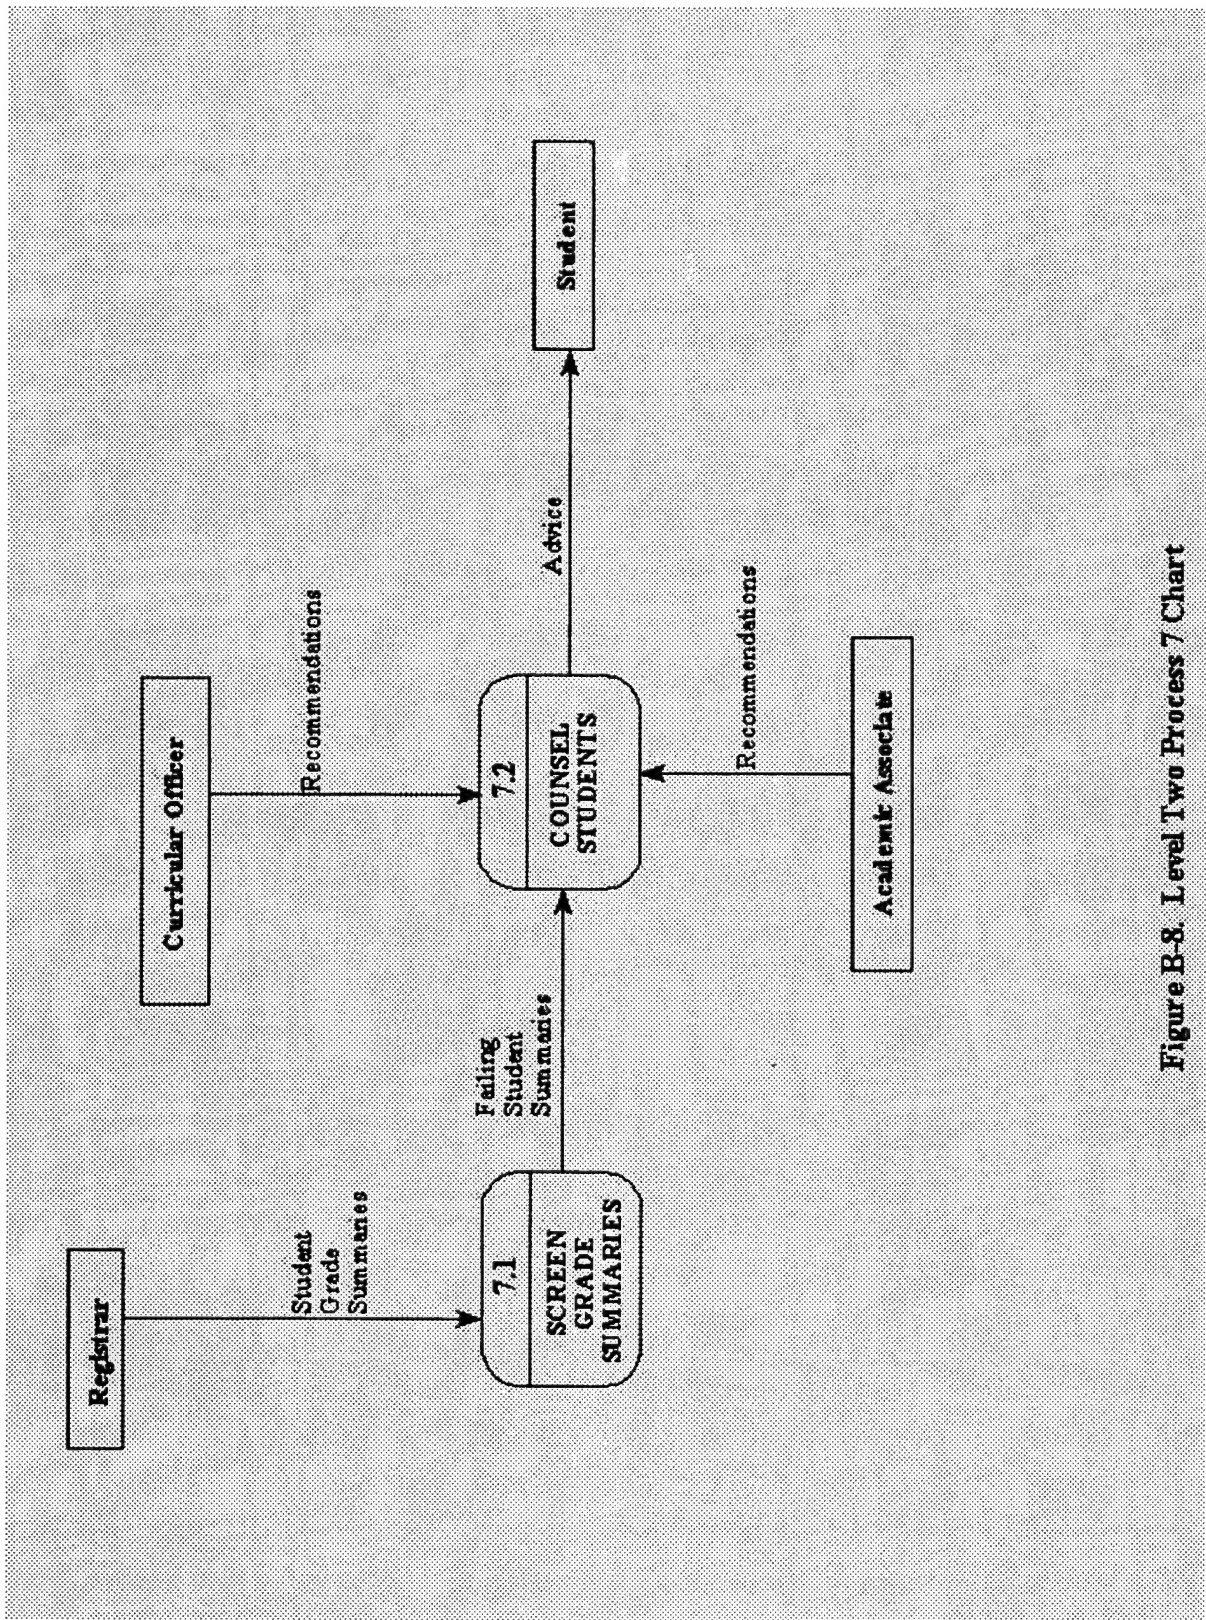 Registrar
Student
Grade
Summaries
7.1
SCREEN
GRADE
SUMMARIES
Failing
Student
Summaries
Curricular Officer
Recommendations
7.2
COUNSEL
STUDENTS
Recommendations
Academic Associate
Advice
Student
Figure B-8. Level Two Process 7 Chart